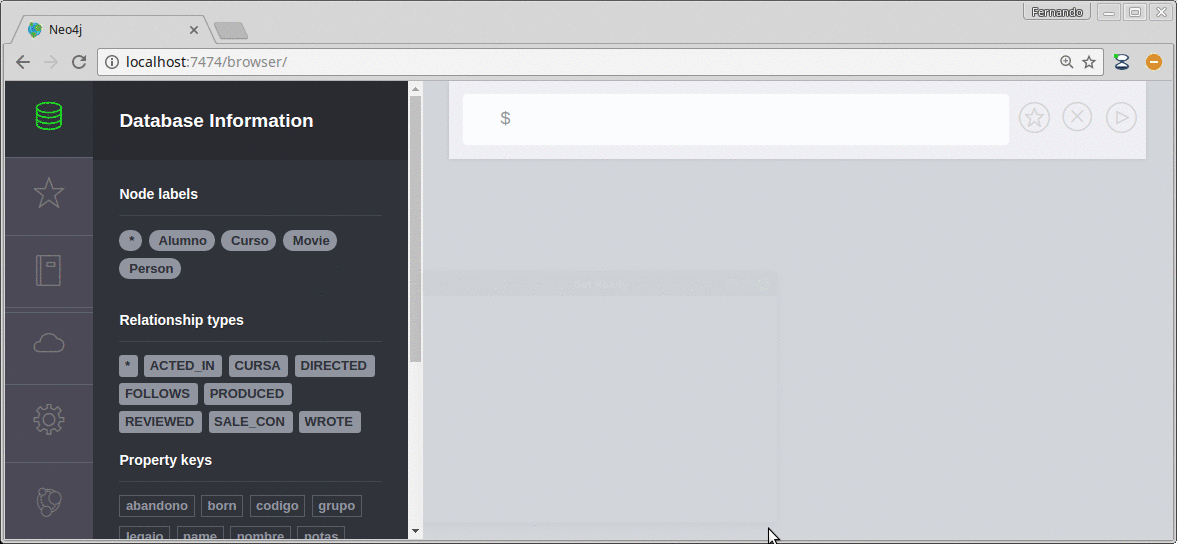 Fernando
Neo4j
localhost:7474/browser/
Database Information
$
Node labels
* Alumno Curso Movie
Person
Relationship types
* ACTED_IN CURSA DIRECTED
FOLLOWS PRODUCED
REVIEWED SALE_CON WROTE
Property keys
abandono born codigo grupo
legajo name nombre notas